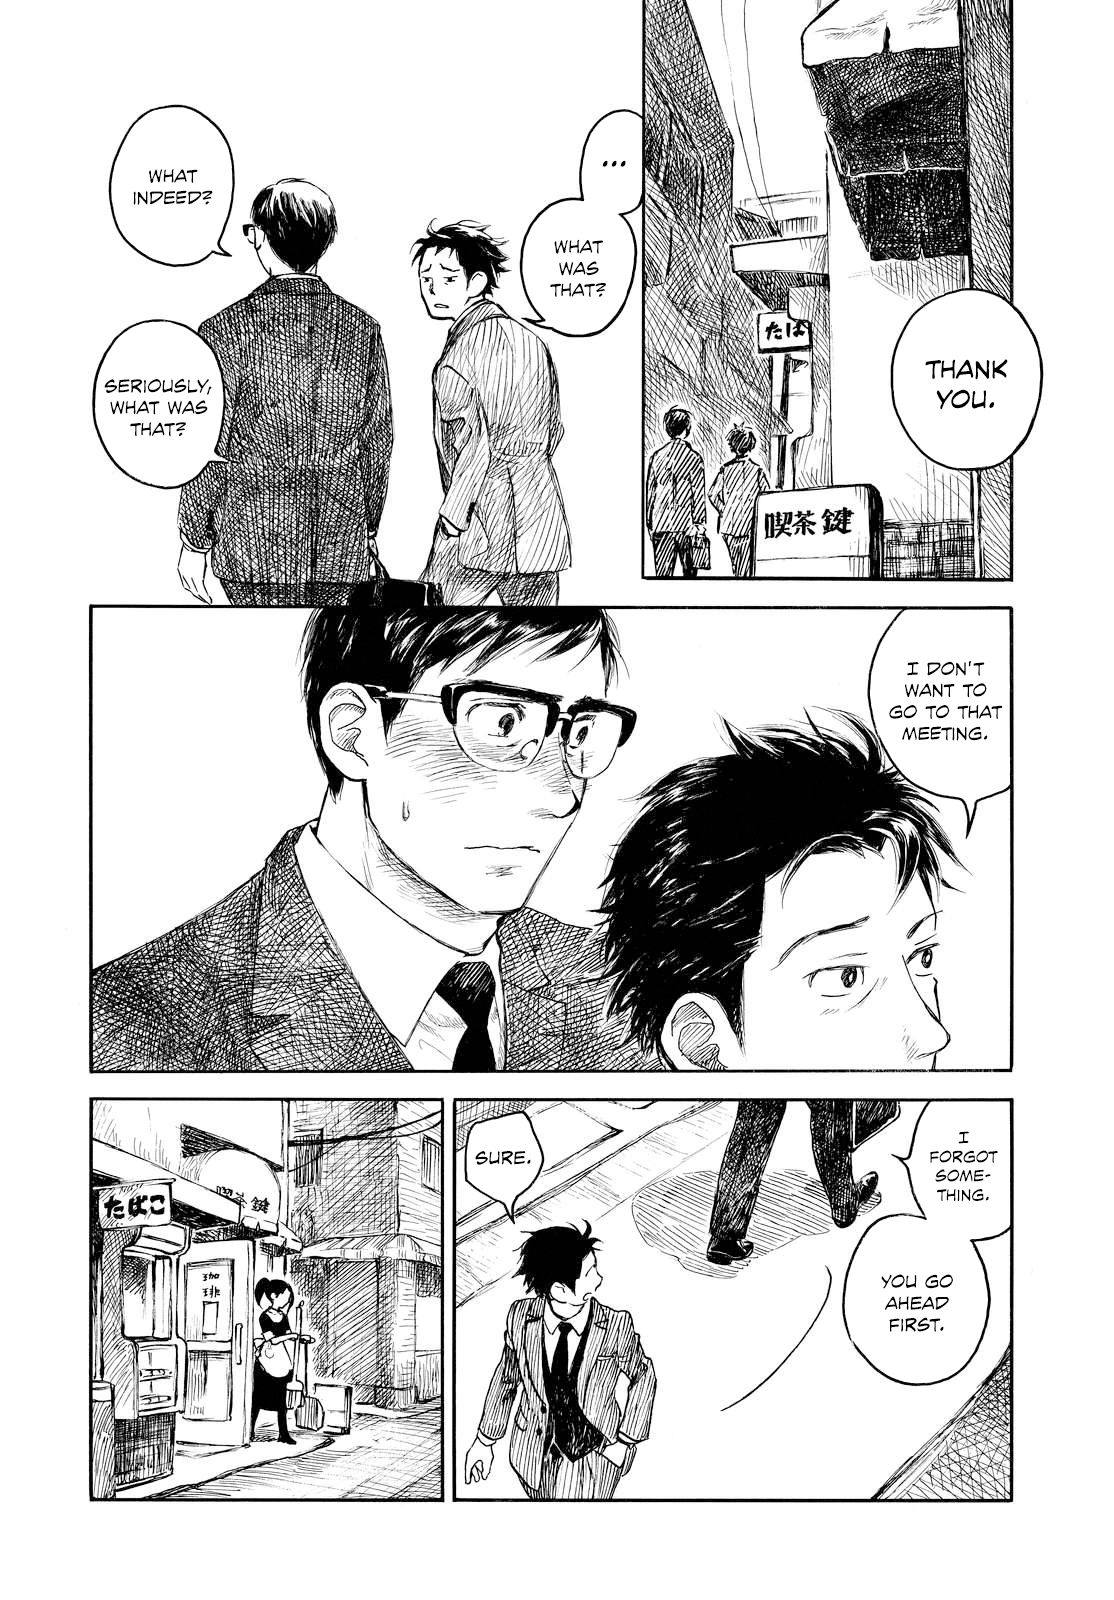 THANK
YOU.
たば
喫茶 鍵
...
WHAT
WAS
THAT?
WHAT
INDEED?
SERIOUSLY,
WHAT WAS
THAT?
I DON'T
WANT TO
GO TO THAT
MEETING.
I
FORGOT
SOME-
THING.
YOU GO
AHEAD
FIRST.
SURE.
喫茶 鍵
たばこ
珈
琲